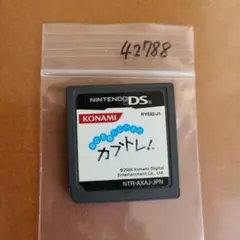 42788
NINTENDO DS
KONAMI
カブトレ!
©2006 Konami Digital
Entertainment Co., Ltd.
NTR-AXAJ-JPN